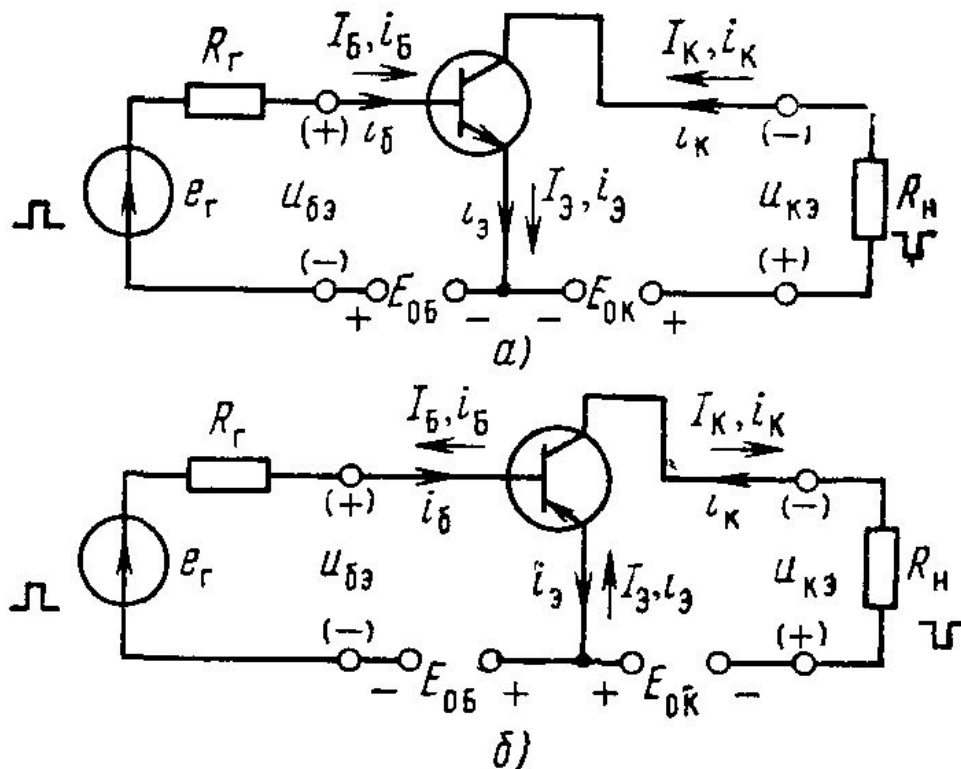 I_Б, i_Б
I_К, i_К
R_г
(+)
i_б
i_к
(−)
e_г
u_бэ
i_э
I_Э, i_Э
u_кэ
R_н
(−)
(+)
+ E_0Б − − E_0К +
а)
I_Б, i_Б
I_К, i_К
R_г
(+)
i_б
i_к
(−)
e_г
u_бэ
i_э
I_Э, i_Э
u_кэ
R_н
(−)
(+)
− E_0Б + + E_0К −
б)